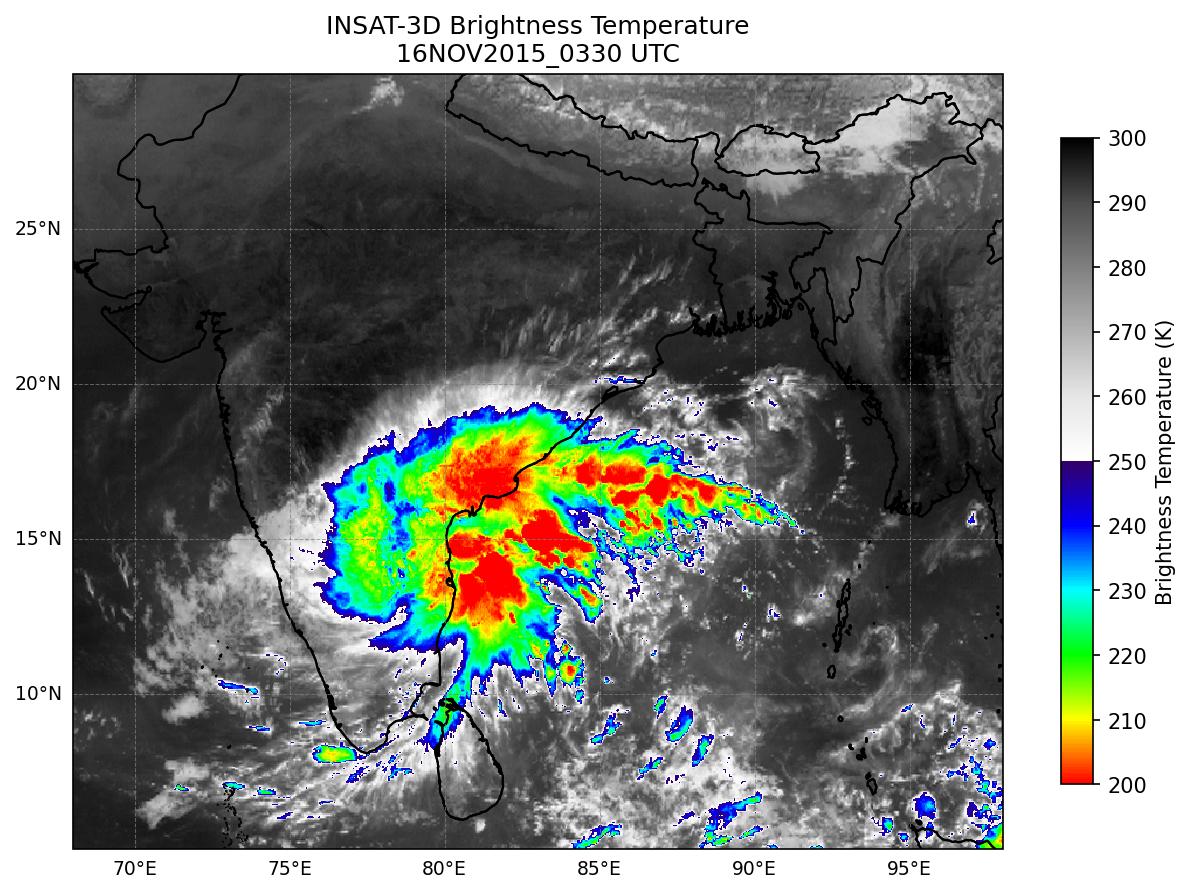 INSAT-3D Brightness Temperature
16NOV2015_0330 UTC
25°N
20°N
15°N
10°N
70°E
75°E
80°E
85°E
90°E
95°E
300
290
280
270
260
250
240
230
220
210
200
Brightness Temperature (K)